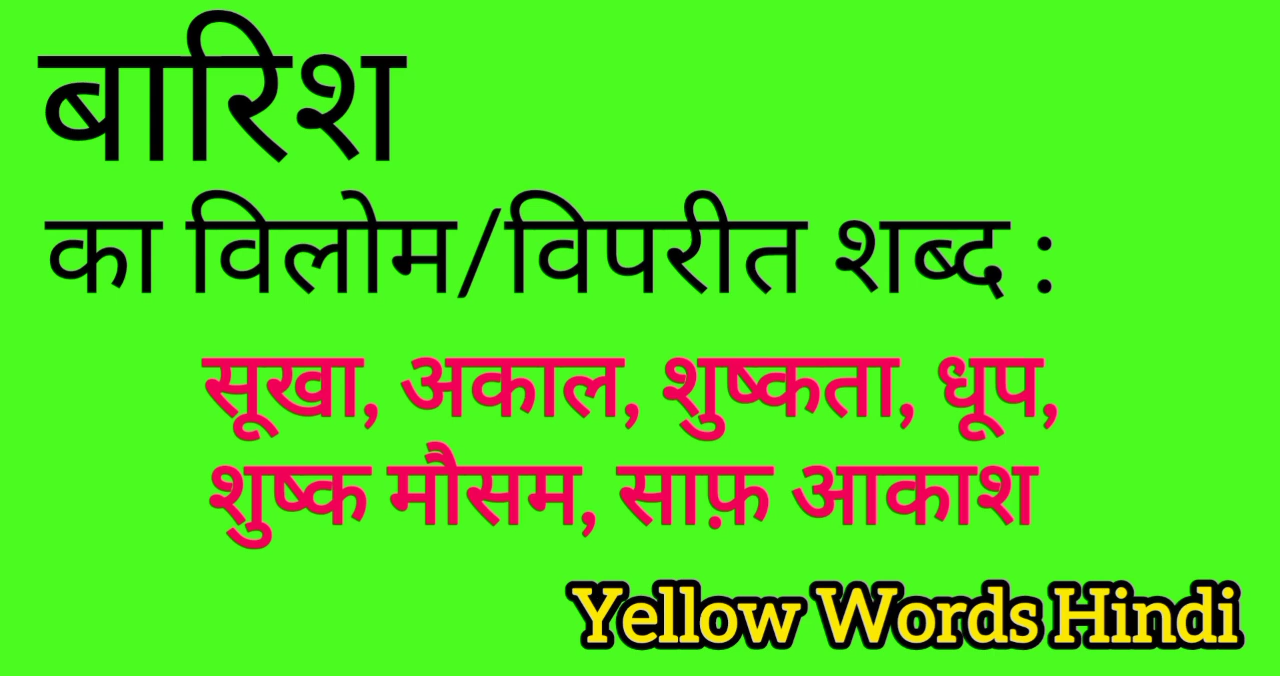 बारिश
का विलोम/विपरीत शब्द :
सूखा, अकाल, शुष्कता, धूप,
शुष्क मौसम, साफ़ आकाश
Yellow Words Hindi